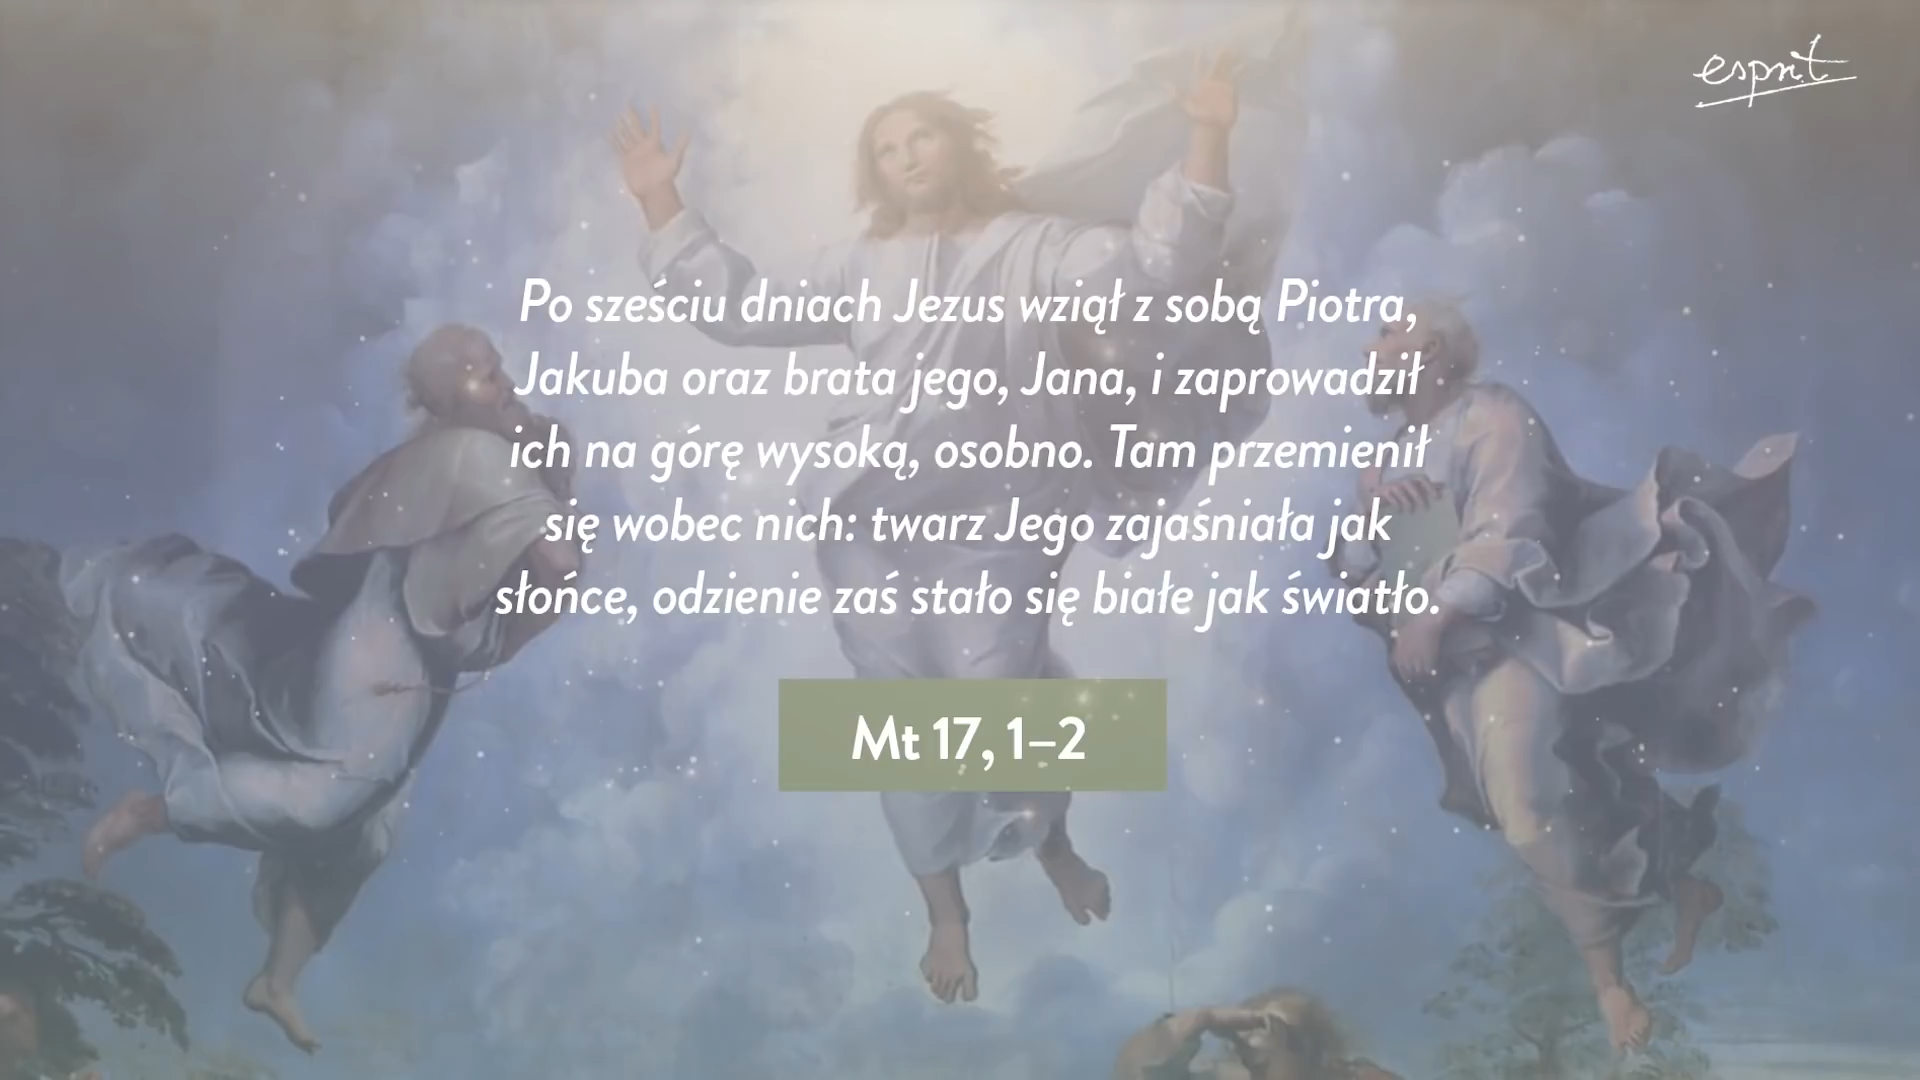 esprit
Po sześciu dniach Jezus wziął z sobą Piotra,
Jakuba oraz brata jego, Jana, i zaprowadził
ich na górę wysoką, osobno. Tam przemienił
się wobec nich: twarz Jego zajaśniała jak
słońce, odzienie zaś stało się białe jak światło.
Mt 17, 1–2